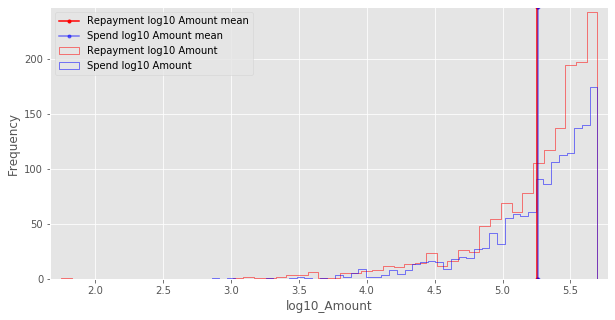 Repayment log10 Amount mean
Spend log10 Amount mean
Repayment log10 Amount
Spend log10 Amount
Frequency
200
150
100
50
0
2.0 2.5 3.0 3.5 4.0 4.5 5.0 5.5
log10_Amount